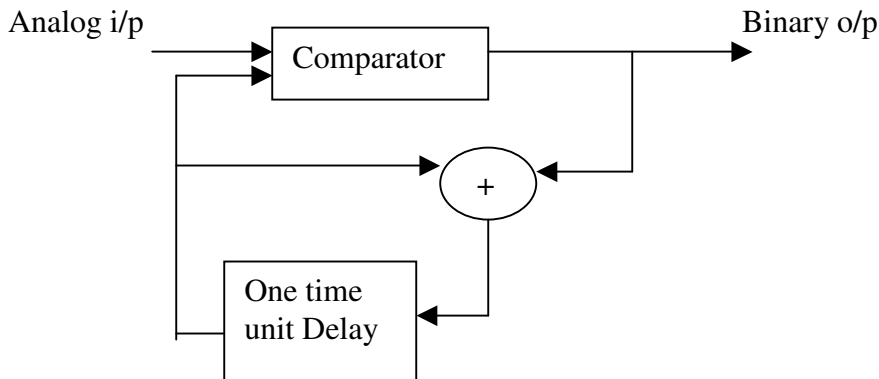 Analog i/p
Binary o/p
Comparator
+
One time
unit Delay